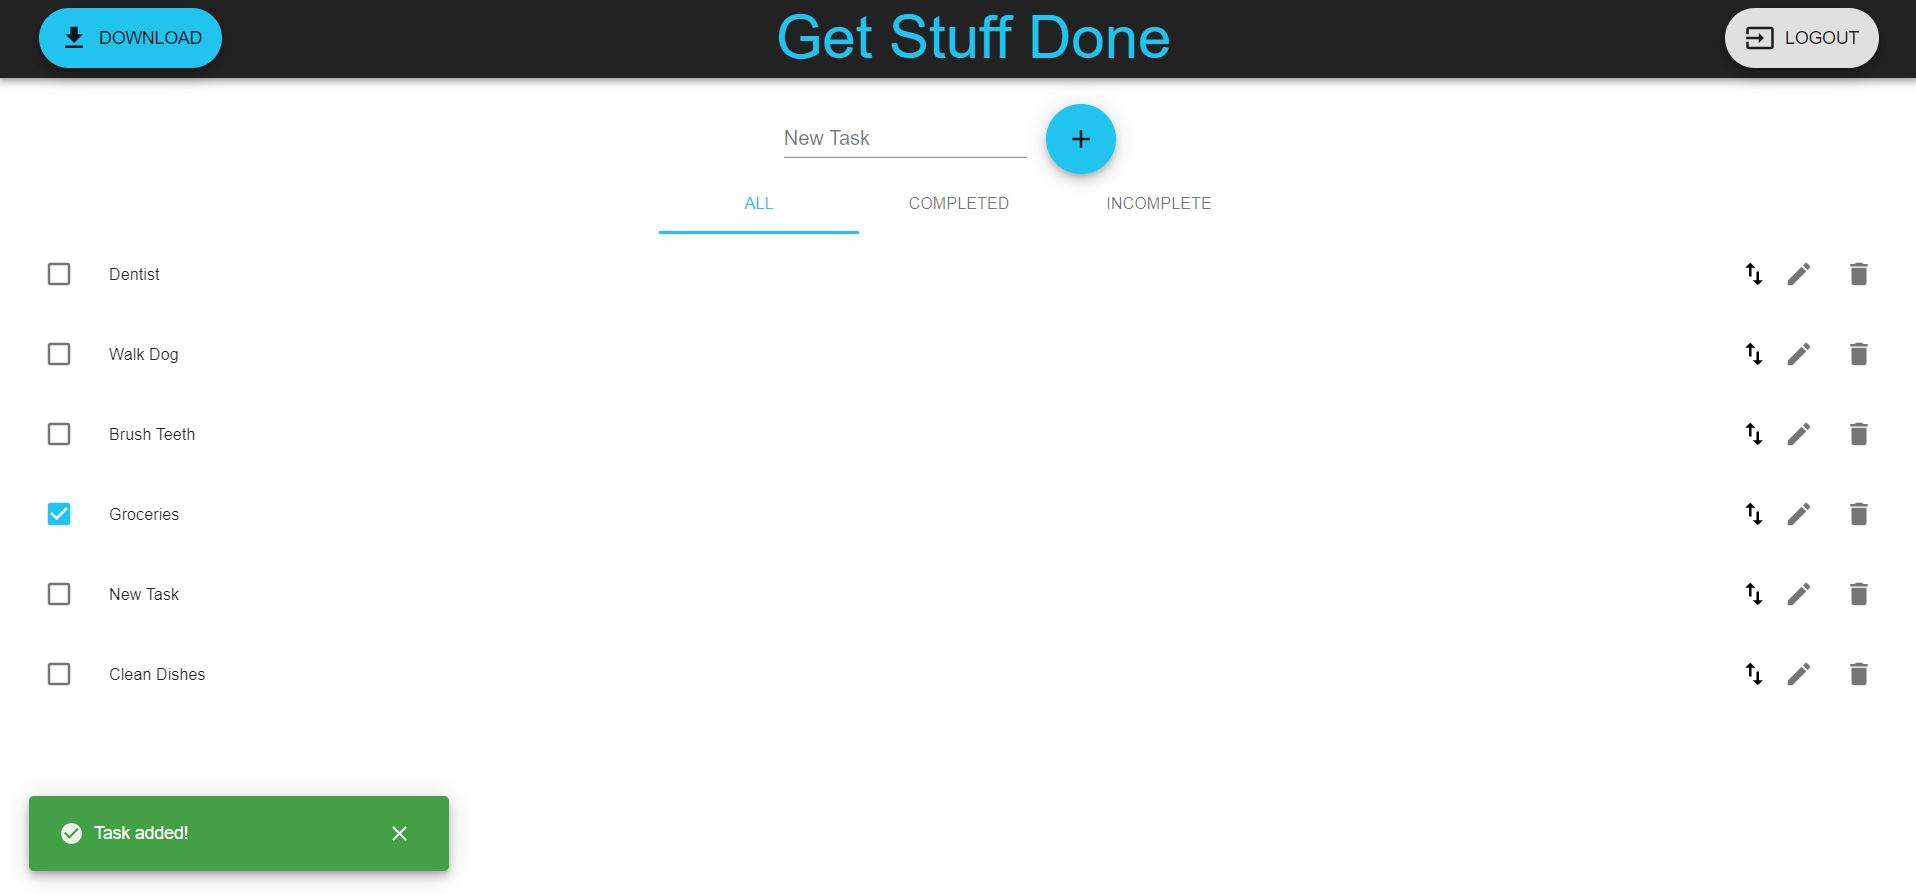 DOWNLOAD
Get Stuff Done
LOGOUT
New Task
ALL COMPLETED INCOMPLETE
Dentist
Walk Dog
Brush Teeth
Groceries
New Task
Clean Dishes
Task added!